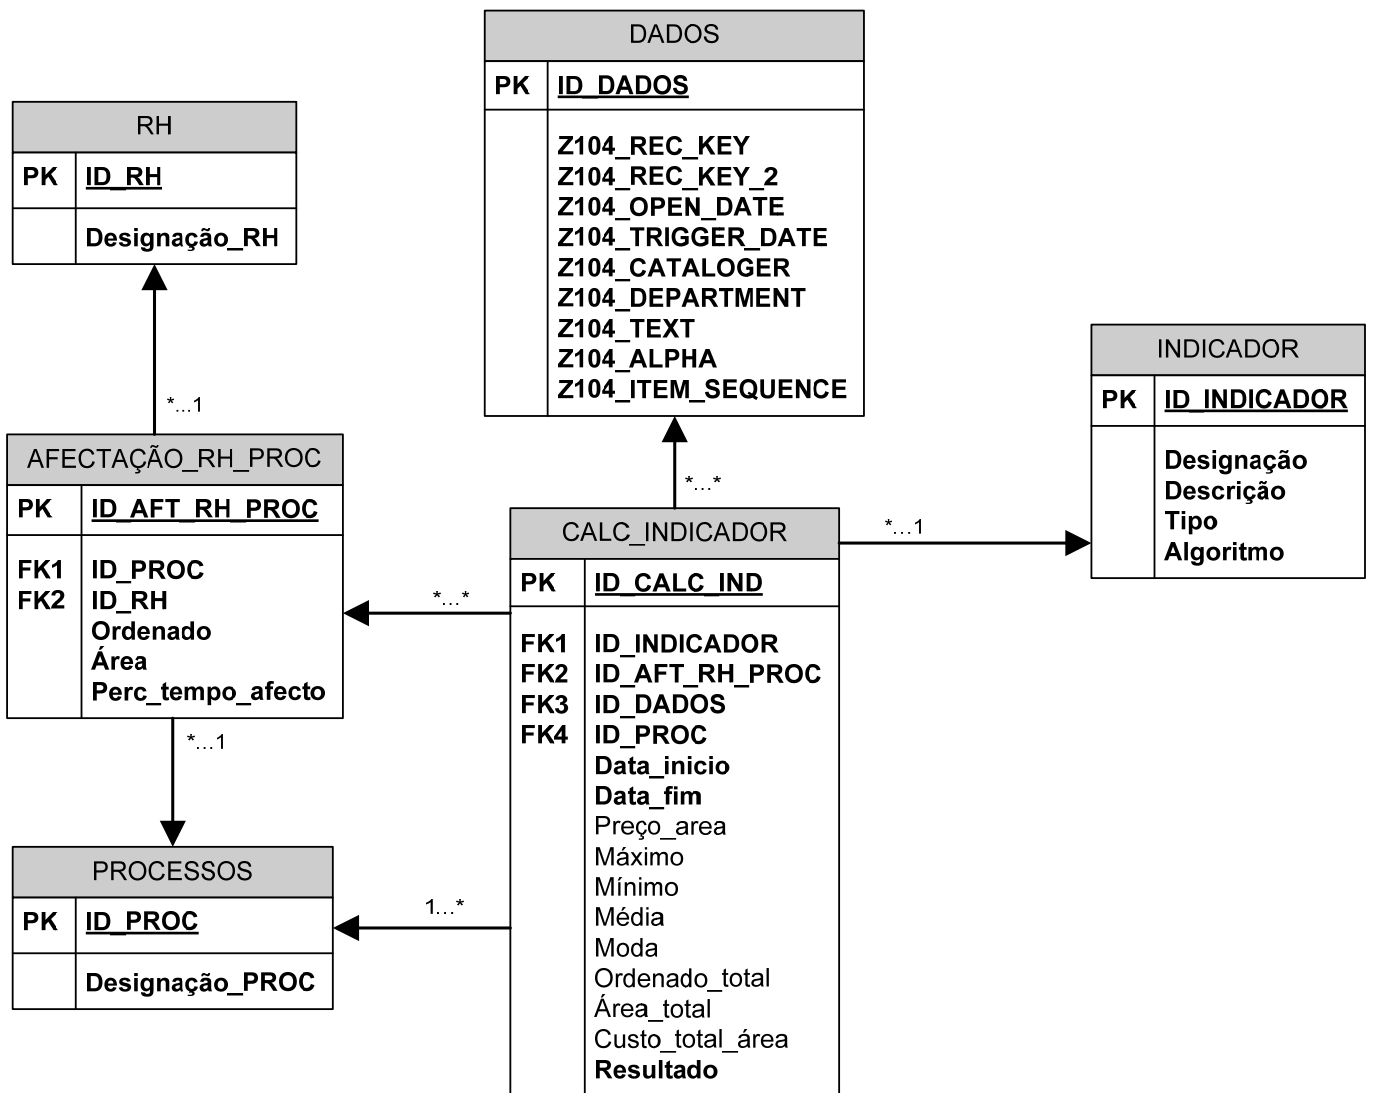 DADOS
PK ID_DADOS
Z104_REC_KEY
Z104_REC_KEY_2
Z104_OPEN_DATE
Z104_TRIGGER_DATE
Z104_CATALOGER
Z104_DEPARTMENT
Z104_TEXT
Z104_ALPHA
Z104_ITEM_SEQUENCE
RH
PK ID_RH
Designação_RH
*...1
INDICADOR
PK ID_INDICADOR
Designação
Descrição
Tipo
Algoritmo
AFECTAÇÃO_RH_PROC
PK ID_AFT_RH_PROC
FK1 ID_PROC
FK2 ID_RH
Ordenado
Área
Perc_tempo_afecto
*...*
*...1
*...*
*...1
CALC_INDICADOR
PK ID_CALC_IND
FK1 ID_INDICADOR
FK2 ID_AFT_RH_PROC
FK3 ID_DADOS
FK4 ID_PROC
Data_inicio
Data_fim
Preço_area
Máximo
Mínimo
Média
Moda
Ordenado_total
Área_total
Custo_total_área
Resultado
PROCESSOS
PK ID_PROC
Designação_PROC
1...*